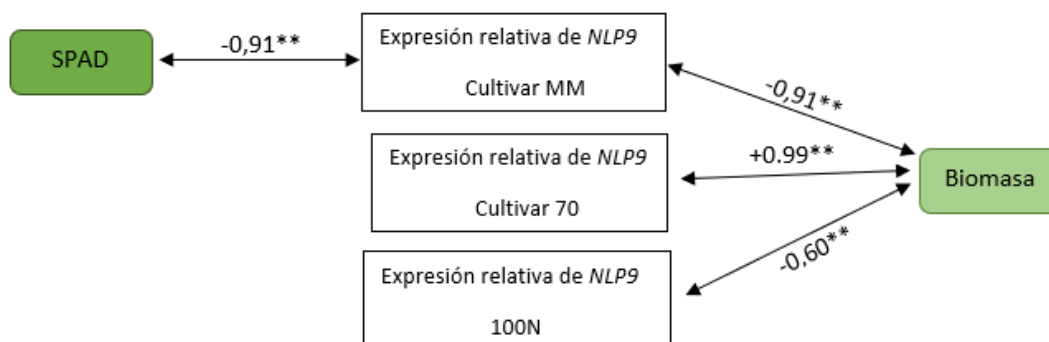 SPAD
-0,91**
Expresión relativa de NLP9
Cultivar MM
-0,91**
Expresión relativa de NLP9
Cultivar 70
+0.99**
Biomasa
Expresión relativa de NLP9
100N
-0,60**